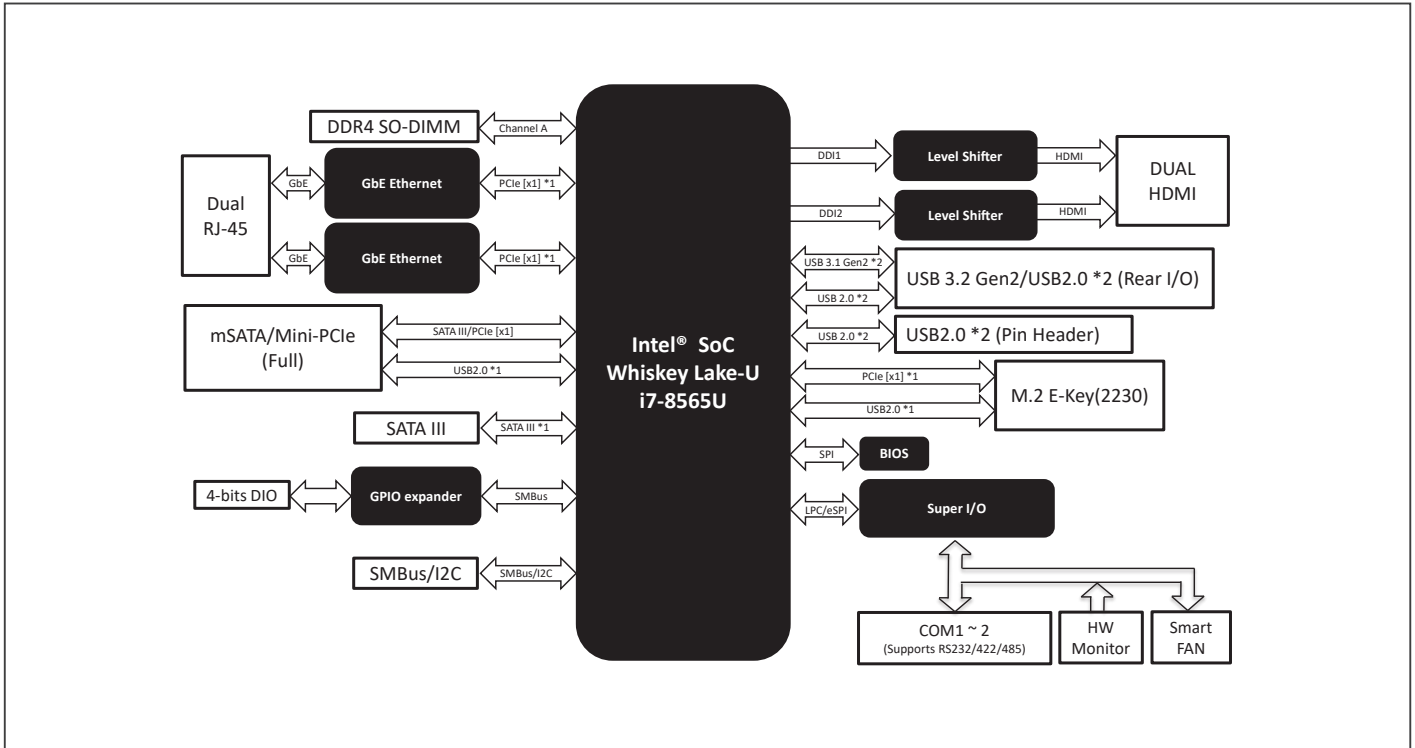 DDR4 SO-DIMM
Channel A
Dual
RJ-45
GbE
GbE Ethernet
PCIe [x1] *1
GbE
GbE Ethernet
PCIe [x1] *1
mSATA/Mini-PCIe
(Full)
SATA III/PCIe [x1]
USB2.0 *1
SATA III
SATA III *1
4-bits DIO
GPIO expander
SMBus
SMBus/I2C
SMBus/I2C
Intel® SoC
Whiskey Lake-U
i7-8565U
DDI1
Level Shifter
HDMI
DUAL
HDMI
DDI2
Level Shifter
HDMI
USB 3.1 Gen2 *2
USB 2.0 *2
USB 3.2 Gen2/USB2.0 *2 (Rear I/O)
USB 2.0 *2
USB2.0 *2 (Pin Header)
PCIe [x1] *1
USB2.0 *1
M.2 E-Key(2230)
SPI
BIOS
LPC/eSPI
Super I/O
COM1 ~ 2
(Supports RS232/422/485)
HW
Monitor
Smart
FAN